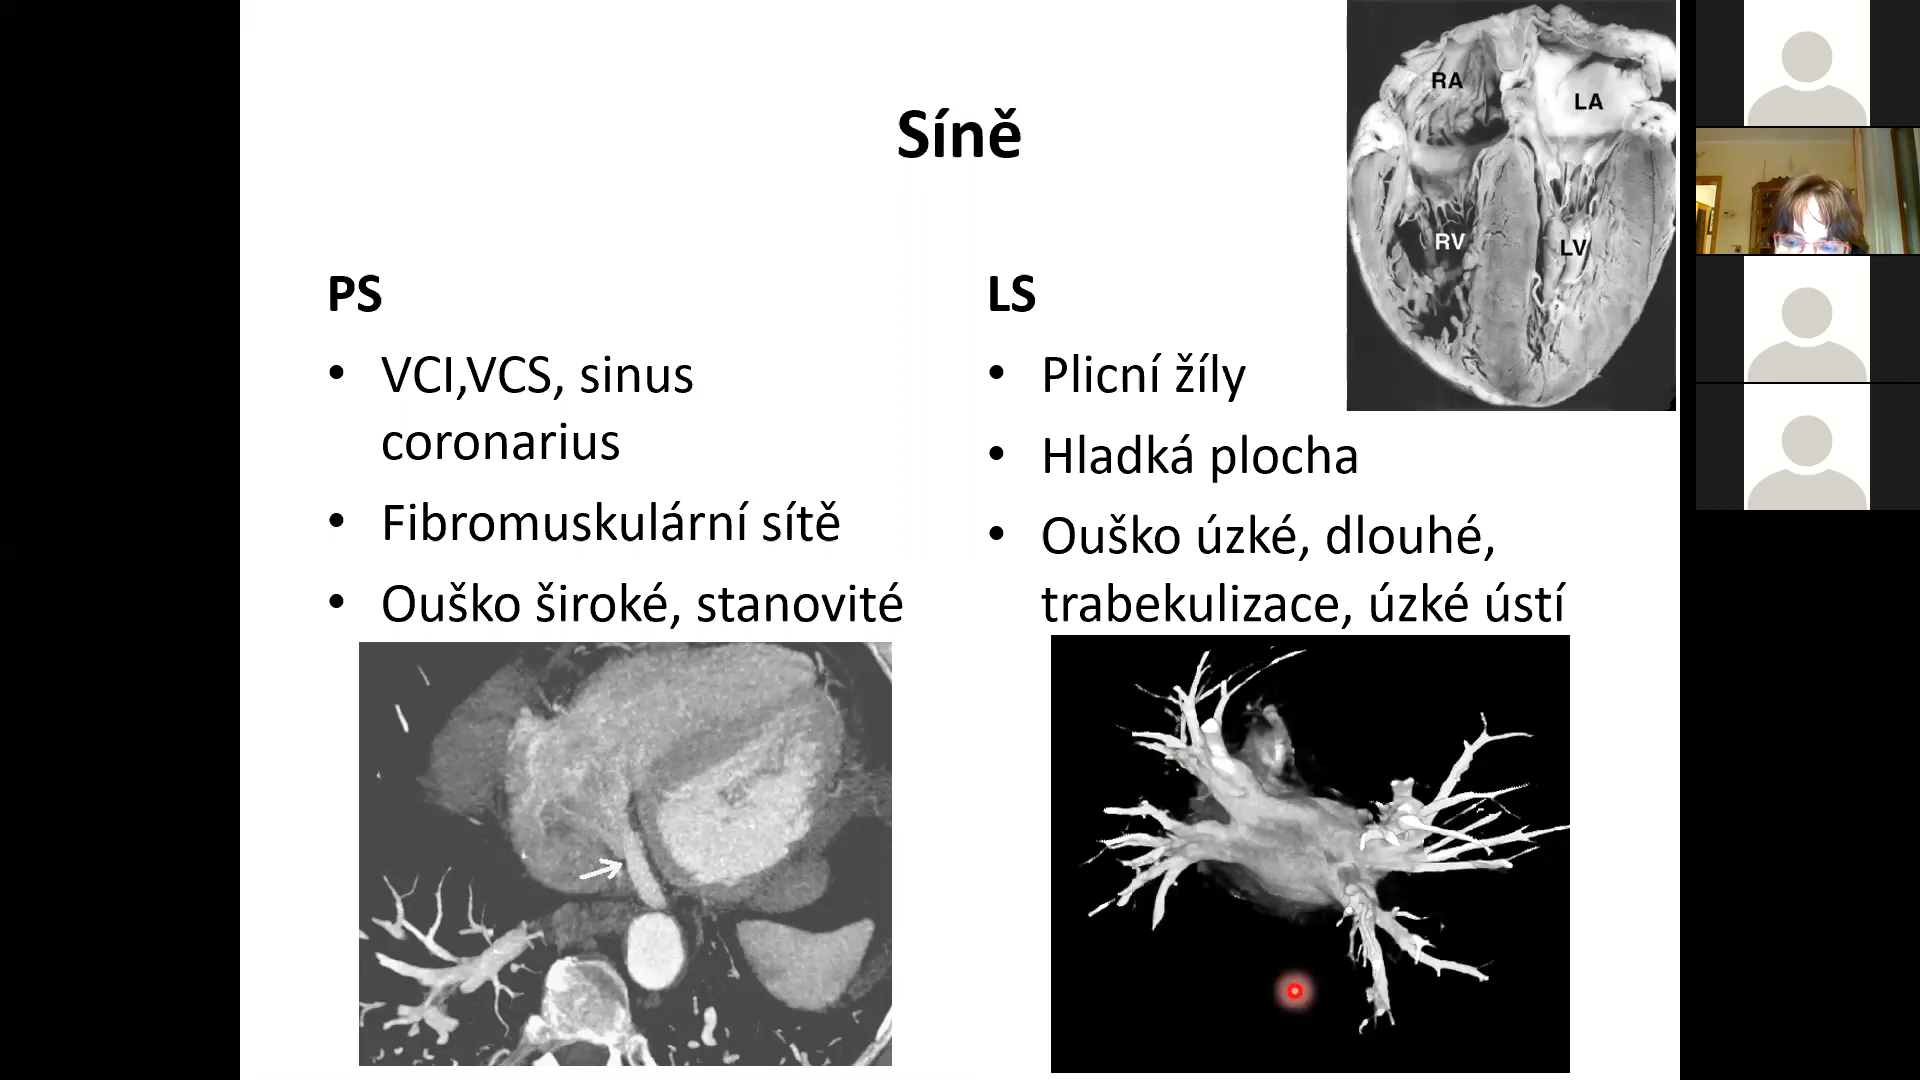 Síně
PS
VCI,VCS, sinus
coronarius
Fibromuskulární sítě
Ouško široké, stanovité
LS
Plicní žíly
Hladká plocha
Ouško úzké, dlouhé,
trabekulizace, úzké ústí
RA
LA
RV
LV